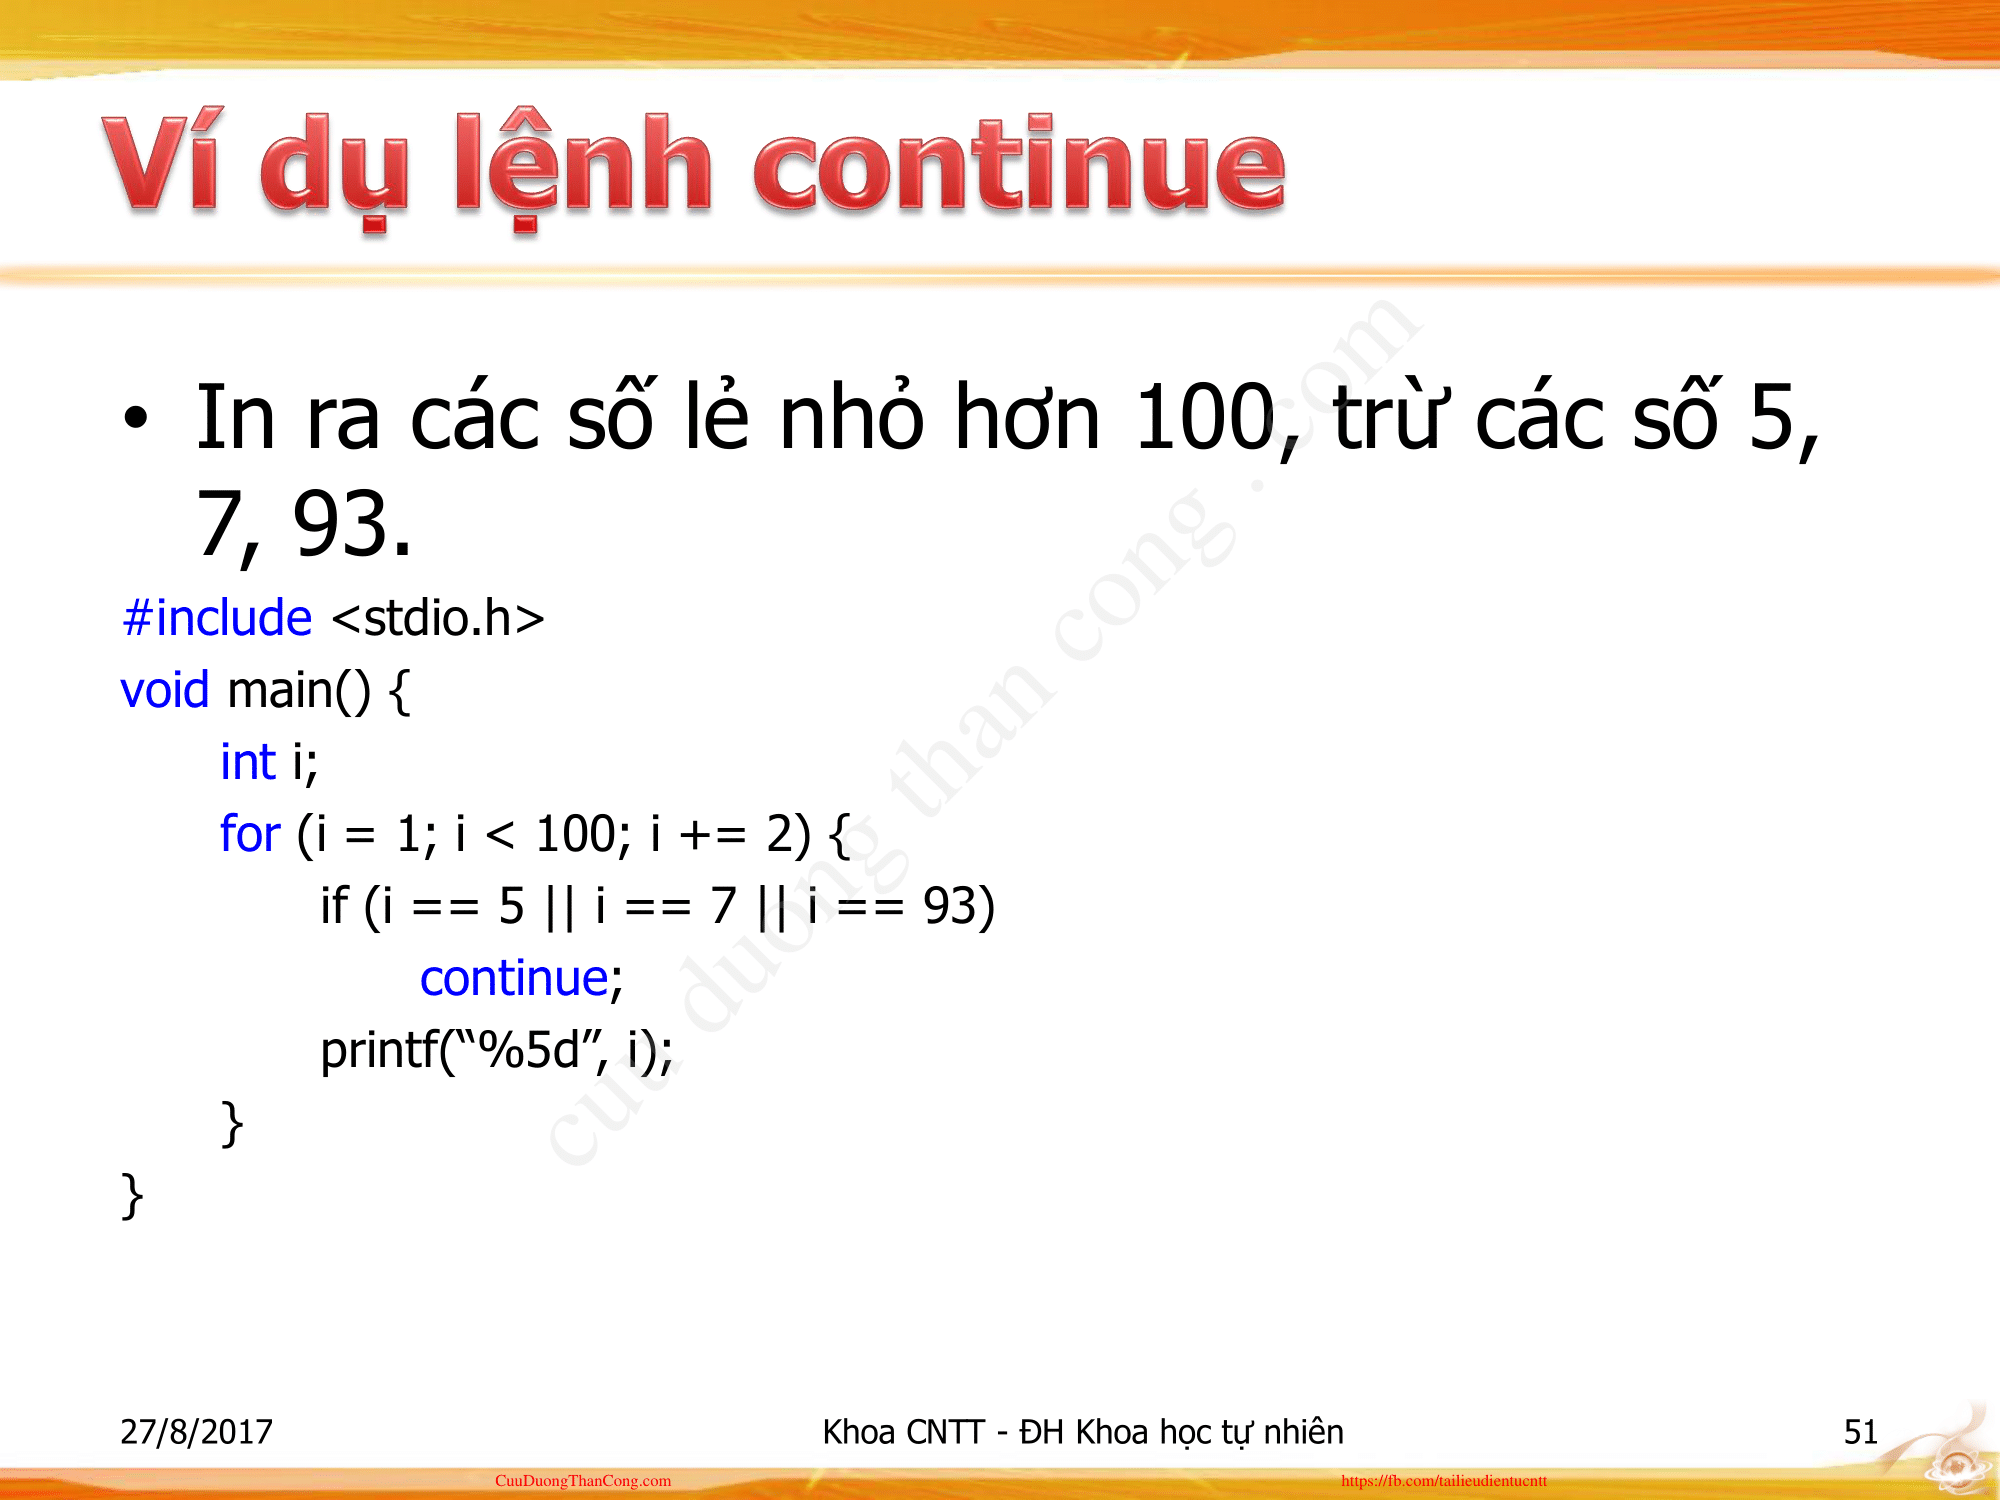 Ví dụ lệnh continue
• In ra các số lẻ nhỏ hơn 100, trừ các số 5,
7, 93.
#include <stdio.h>
void main() {
int i;
for (i = 1; i < 100; i += 2) {
if (i == 5 || i == 7 || i == 93)
continue;
printf(“%5d”, i);
}
}
cuu duong than cong . com
27/8/2017
Khoa CNTT - ĐH Khoa học tự nhiên
51
CuuDuongThanCong.com
https://fb.com/tailieudientucntt